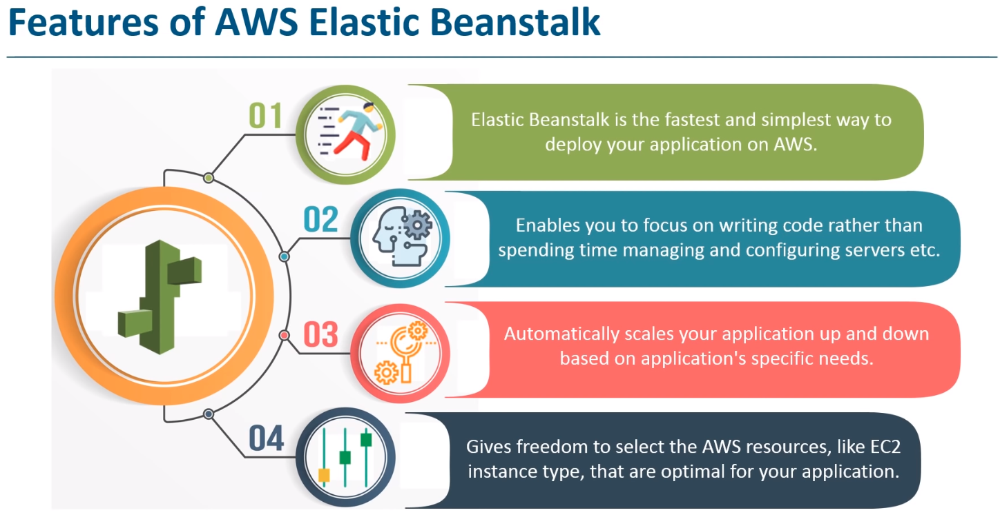 Features of AWS Elastic Beanstalk
01
Elastic Beanstalk is the fastest and simplest way to
deploy your application on AWS.
02
Enables you to focus on writing code rather than
spending time managing and configuring servers etc.
03
Automatically scales your application up and down
based on application's specific needs.
04
Gives freedom to select the AWS resources, like EC2
instance type, that are optimal for your application.